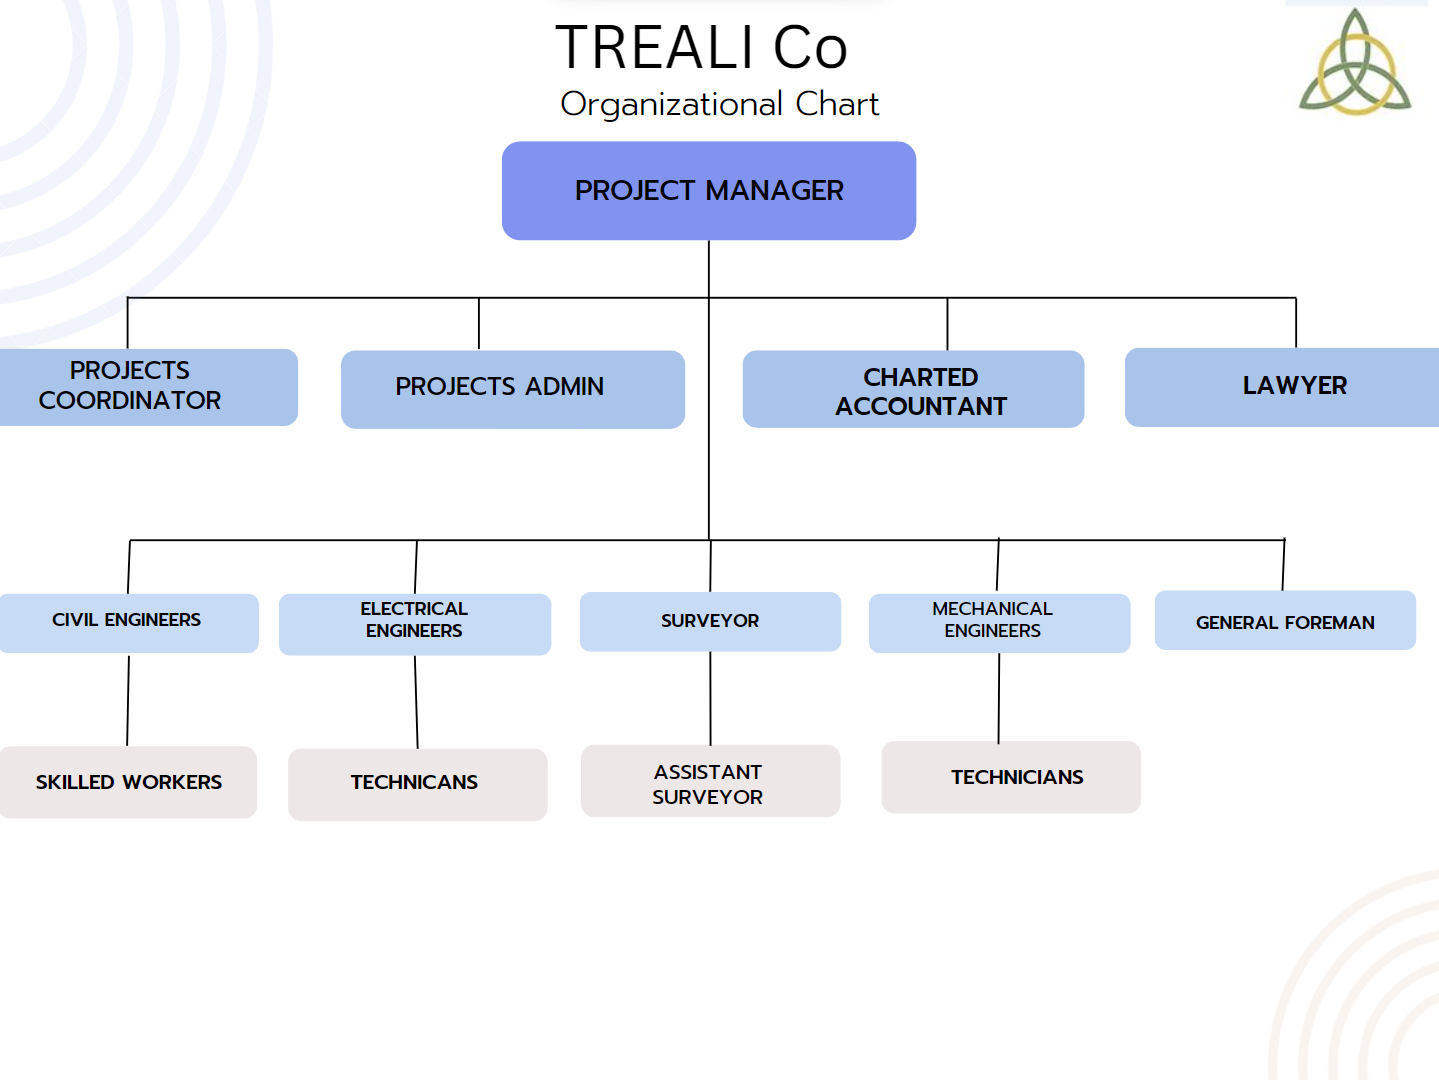 TREALI Co
Organizational Chart
PROJECT MANAGER
PROJECTS
COORDINATOR
PROJECTS ADMIN
CHARTED
ACCOUNTANT
LAWYER
CIVIL ENGINEERS
ELECTRICAL
ENGINEERS
SURVEYOR
MECHANICAL
ENGINEERS
GENERAL FOREMAN
SKILLED WORKERS
TECHNICANS
ASSISTANT
SURVEYOR
TECHNICIANS